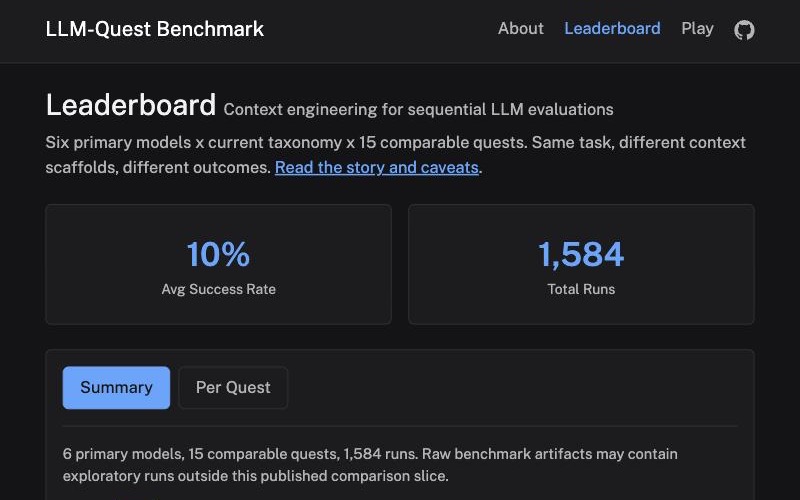 LLM-Quest Benchmark
About Leaderboard Play
Leaderboard Context engineering for sequential LLM evaluations
Six primary models x current taxonomy x 15 comparable quests. Same task, different context
scaffolds, different outcomes. Read the story and caveats.
10%
Avg Success Rate
1,584
Total Runs
Summary
Per Quest
6 primary models, 15 comparable quests, 1,584 runs. Raw benchmark artifacts may contain
exploratory runs outside this published comparison slice.